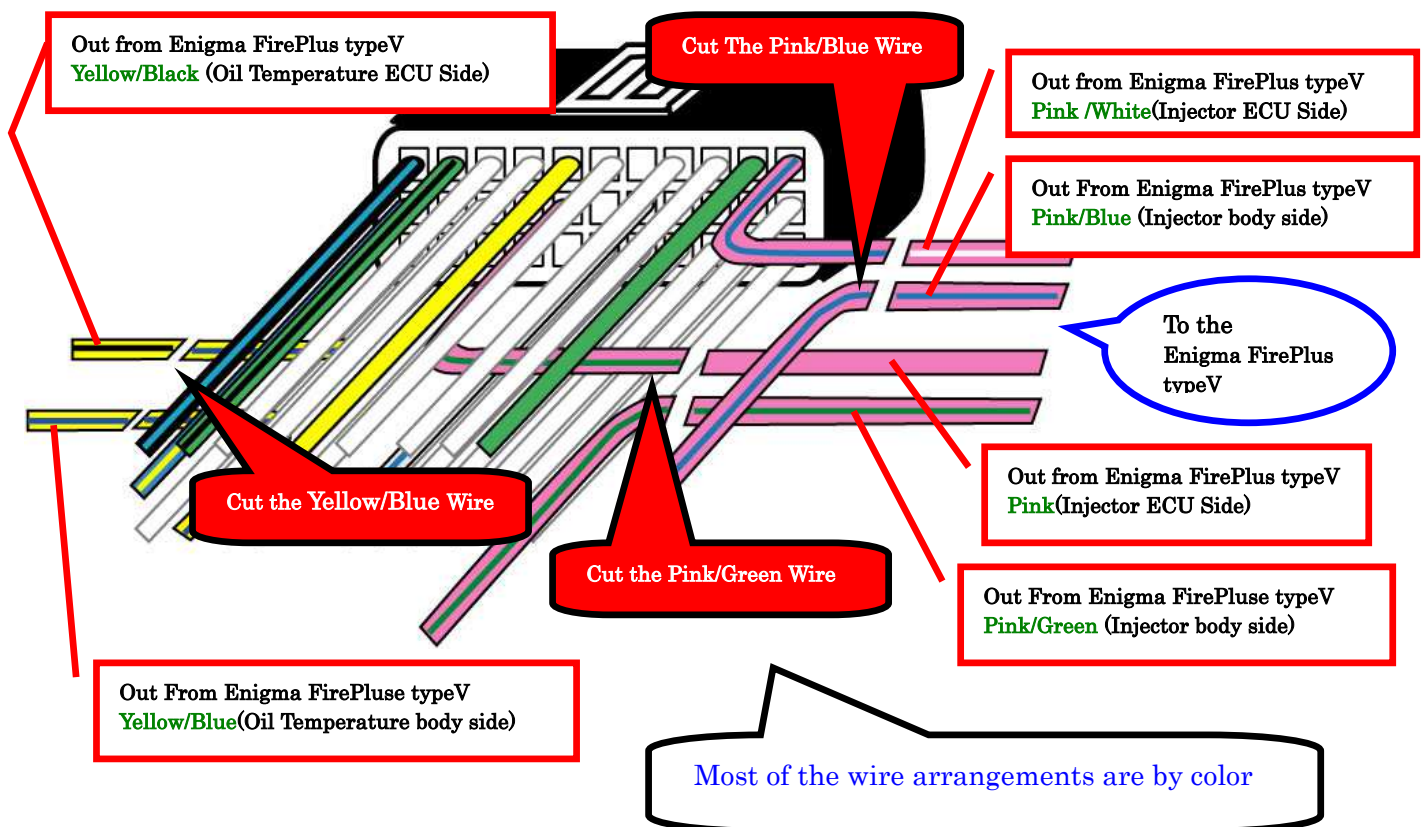 Out from Enigma FirePlus typeV
Yellow/Black (Oil Temperature ECU Side)
Cut The Pink/Blue Wire
Out from Enigma FirePlus typeV
Pink /White(Injector ECU Side)
Out From Enigma FirePlus typeV
Pink/Blue (Injector body side)
To the
Enigma FirePlus
typeV
Cut the Yellow/Blue Wire
Out from Enigma FirePlus typeV
Pink(Injector ECU Side)
Cut the Pink/Green Wire
Out From Enigma FirePluse typeV
Pink/Green (Injector body side)
Out From Enigma FirePluse typeV
Yellow/Blue(Oil Temperature body side)
Most of the wire arrangements are by color